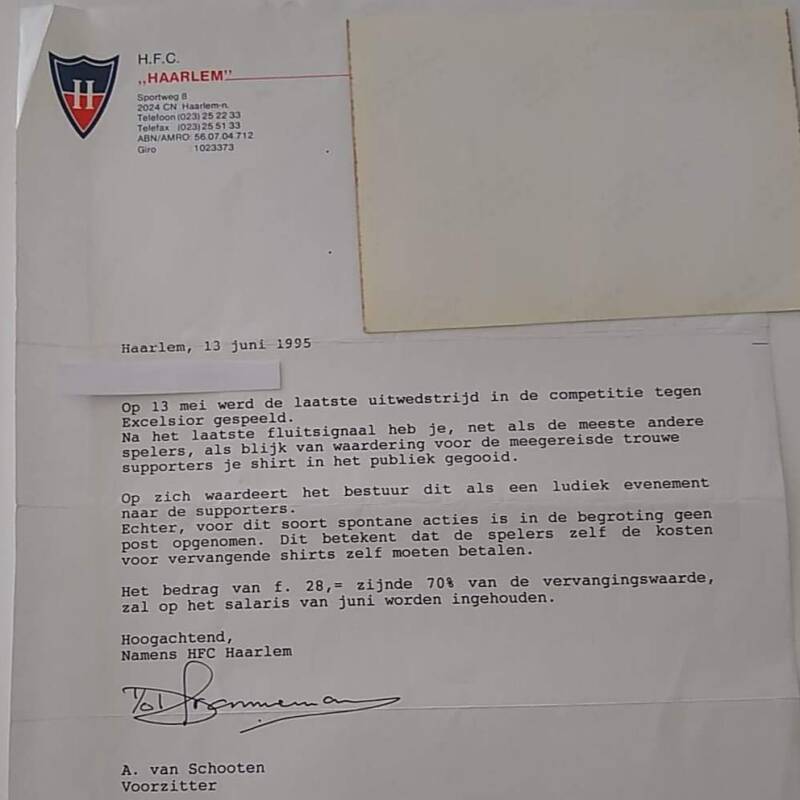 H
H.F.C.
„HAARLEM"
Sportweg 8
2024 CN Haarlem-n.
Telefoon (023) 25 22 33
Telefax (023) 25 51 33
ABN/AMRO: 56.07.04.712
Giro 1023373
Haarlem, 13 juni 1995
Op 13 mei werd de laatste uitwedstrijd in de competitie tegen
Excelsior gespeeld.
Na het laatste fluitsignaal heb je, net als de meeste andere
spelers, als blijk van waardering voor de meegereisde trouwe
supporters je shirt in het publiek gegooid.
Op zich waardeert het bestuur dit als een ludiek evenement
naar de supporters.
Echter, voor dit soort spontane acties is in de begroting geen
post opgenomen. Dit betekent dat de spelers zelf de kosten
voor vervangende shirts zelf moeten betalen.
Het bedrag van f. 28,= zijnde 70% van de vervangingswaarde,
zal op het salaris van juni worden ingehouden.
Hoogachtend,
Namens HFC Haarlem
A. van Schooten
Voorzitter